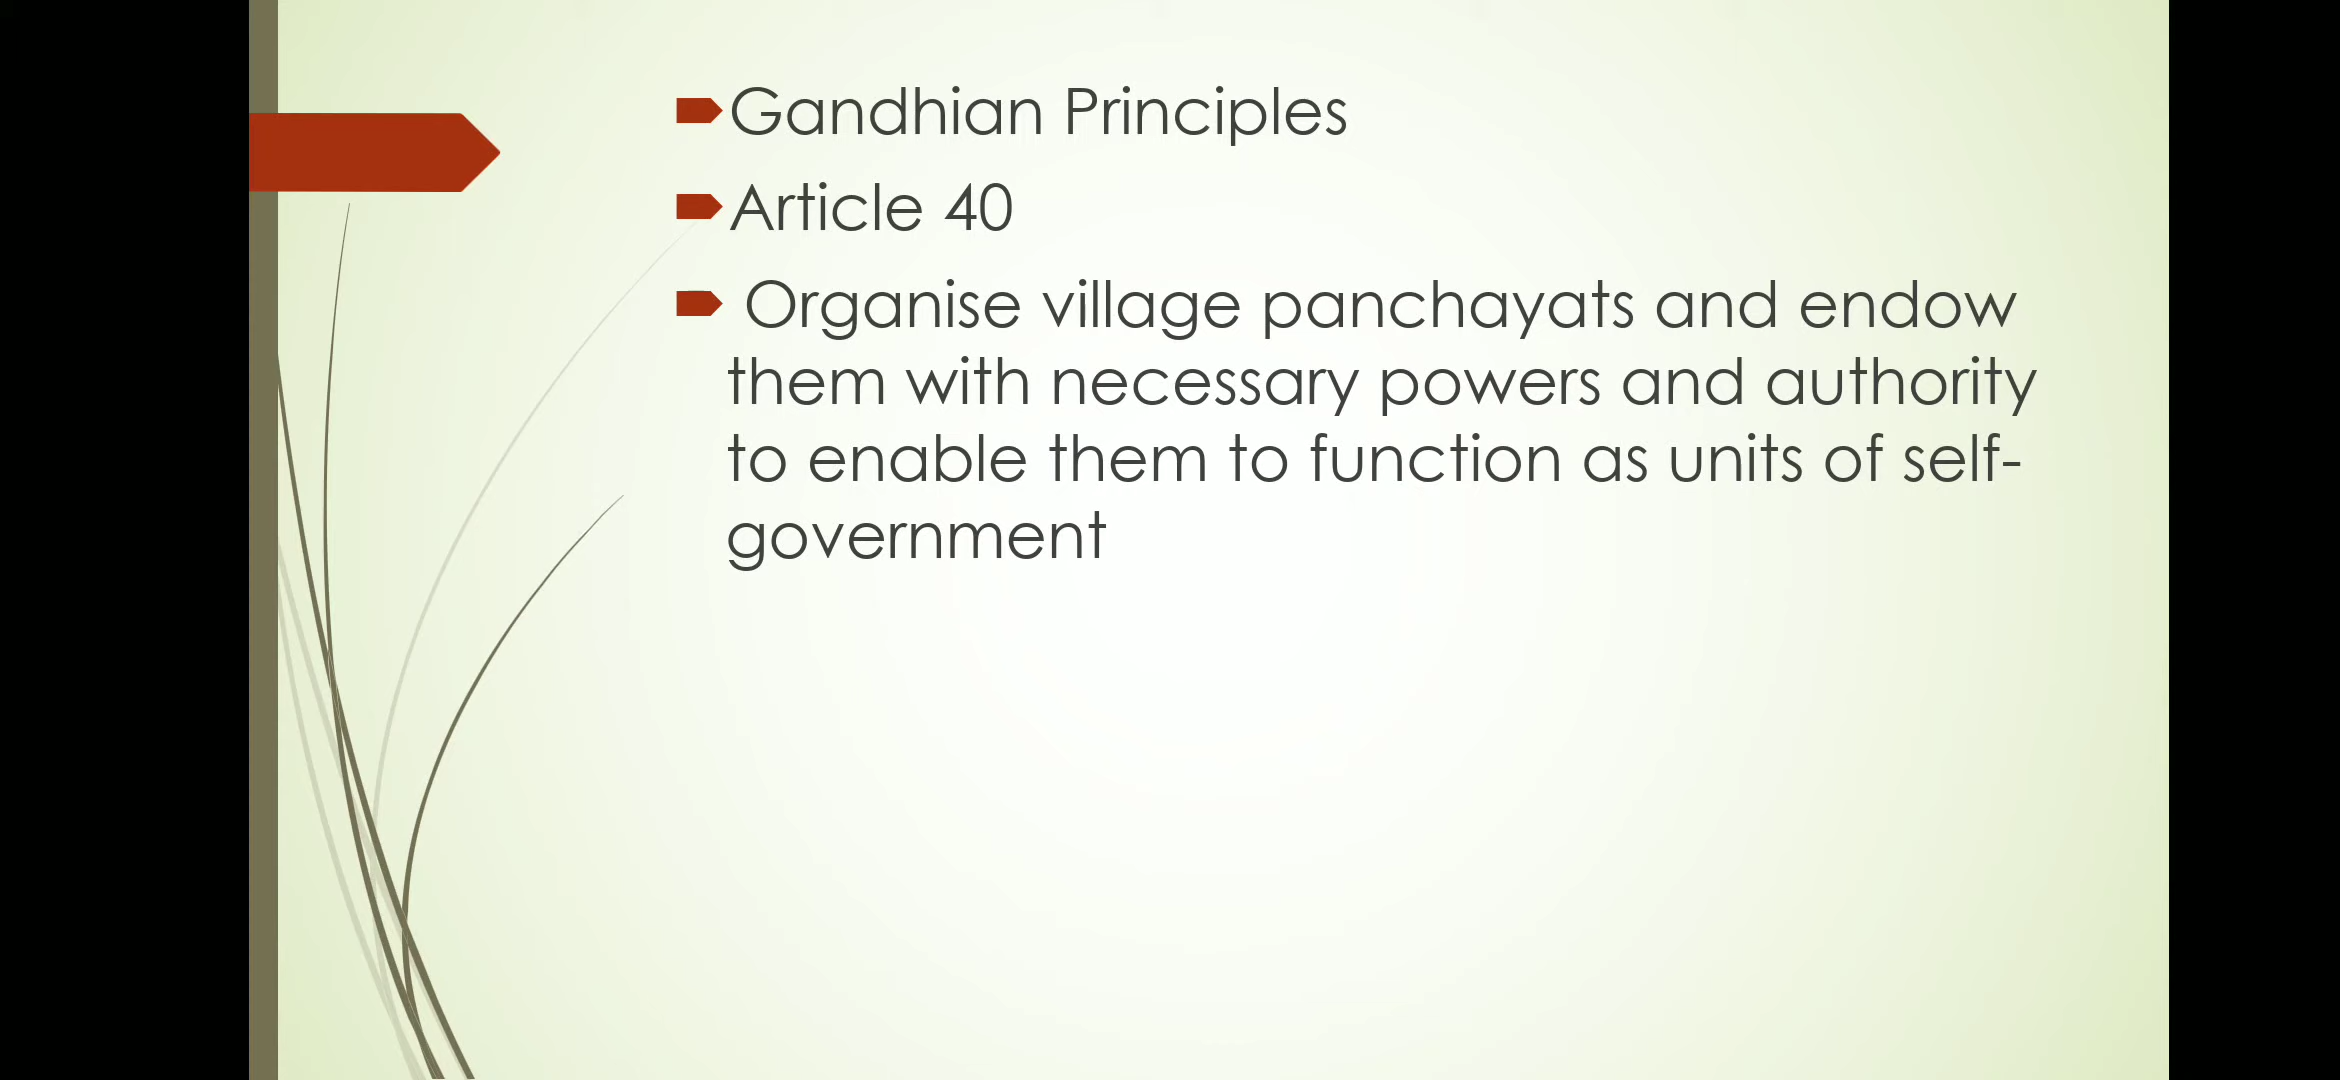 Gandhian Principles
Article 40
Organise village panchayats and endow
them with necessary powers and authority
to enable them to function as units of self-
government